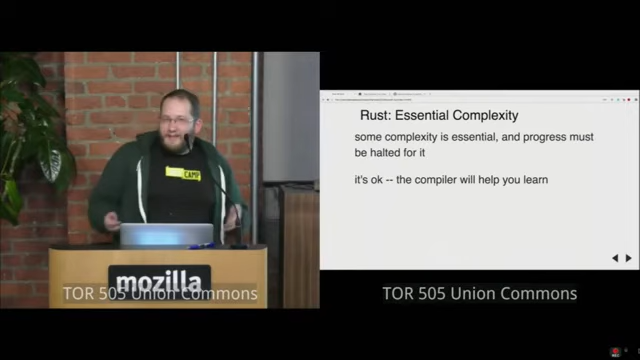 CAMP
mozilla
TOR 505 Union Commons
Rust: Essential Complexity
some complexity is essential, and progress must
be halted for it
it's ok -- the compiler will help you learn
TOR 505 Union Commons